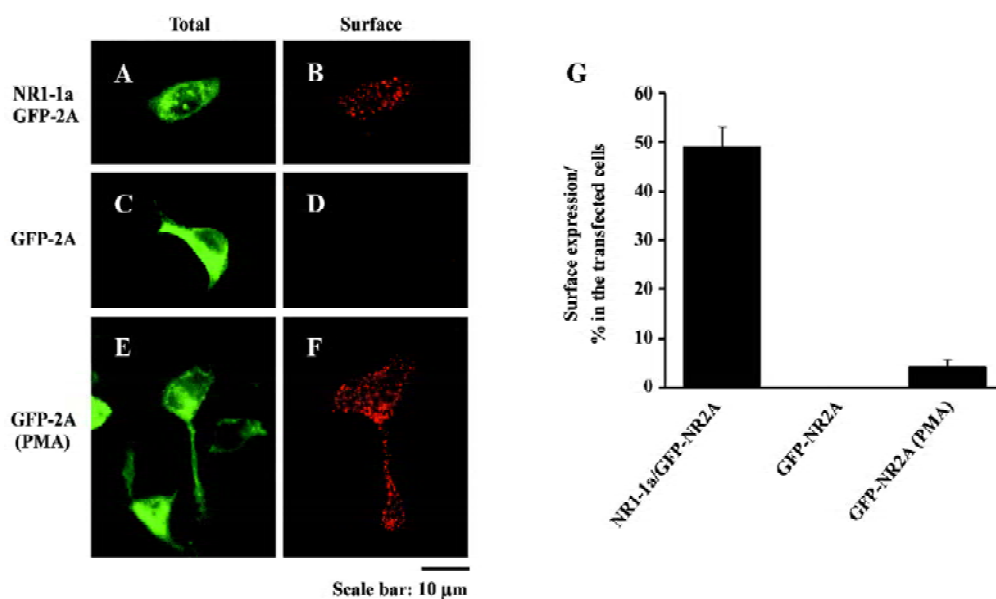 Total Surface
A B
NR1-1a
GFP-2A
C D
GFP-2A
E F
GFP-2A
(PMA)
Scale bar: 10 μm
G
Surface expression/
% in the transfected cells
60
50
40
30
20
10
0
NR1-1a/GFP-NR2A
GFP-NR2A
GFP-NR2A (PMA)